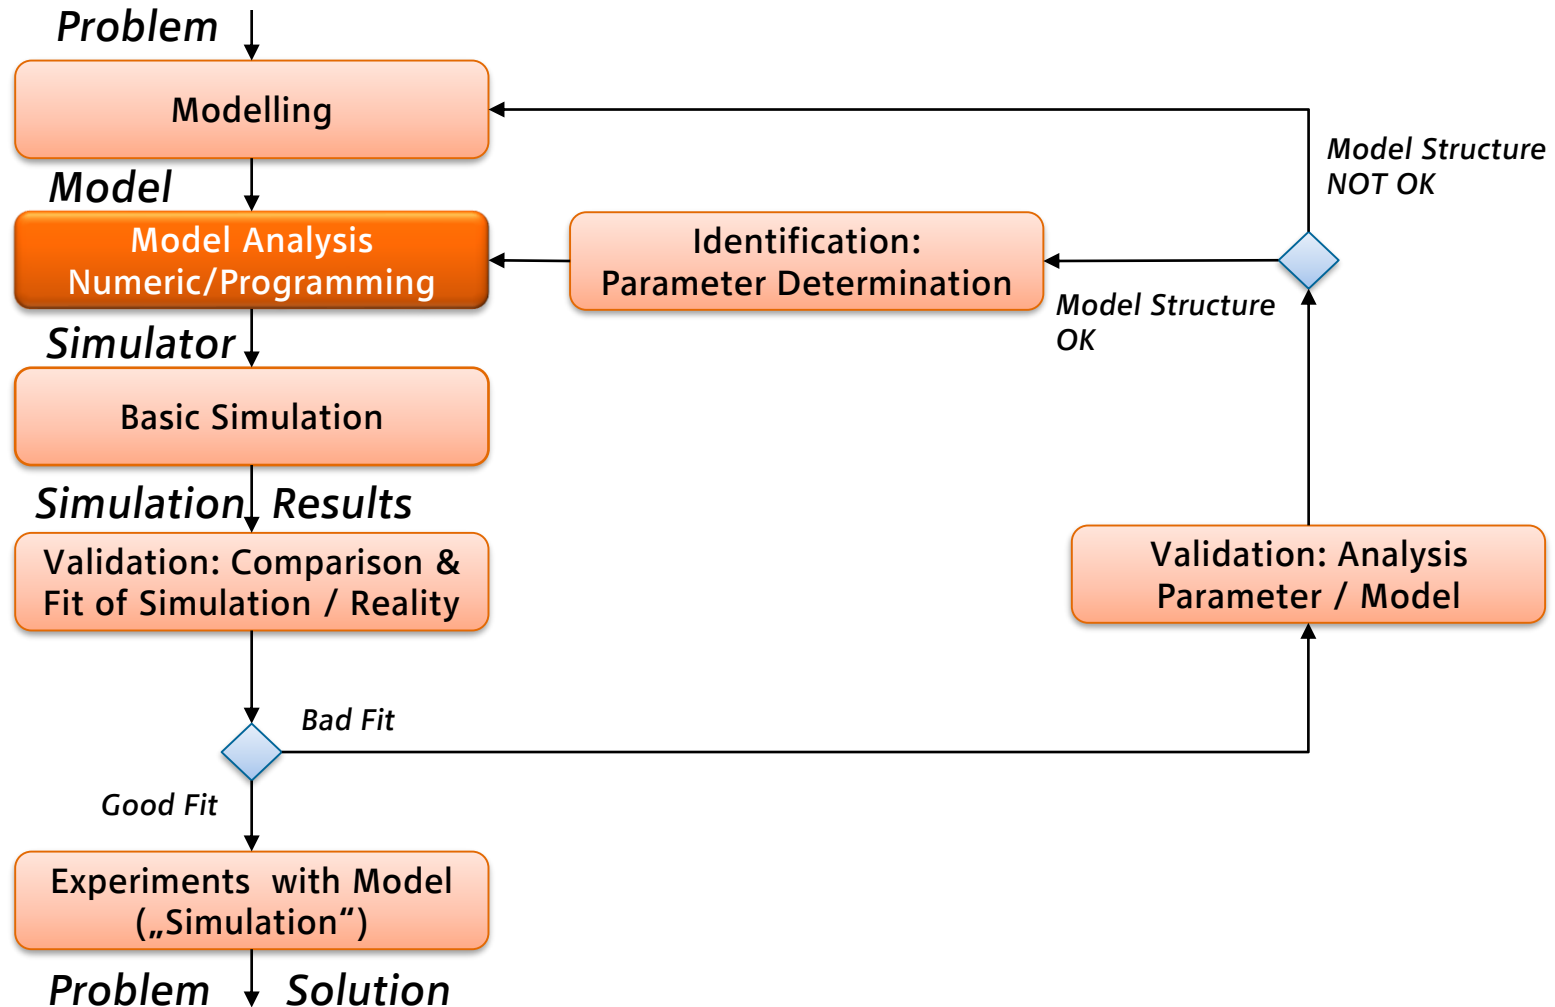 Problem
Modelling
Model Structure
NOT OK
Model
Model Analysis
Numeric/Programming
Identification:
Parameter Determination
Model Structure
OK
Simulator
Basic Simulation
Simulation Results
Validation: Comparison &
Fit of Simulation / Reality
Validation: Analysis
Parameter / Model
Bad Fit
Good Fit
Experiments with Model
(„Simulation“)
Problem Solution